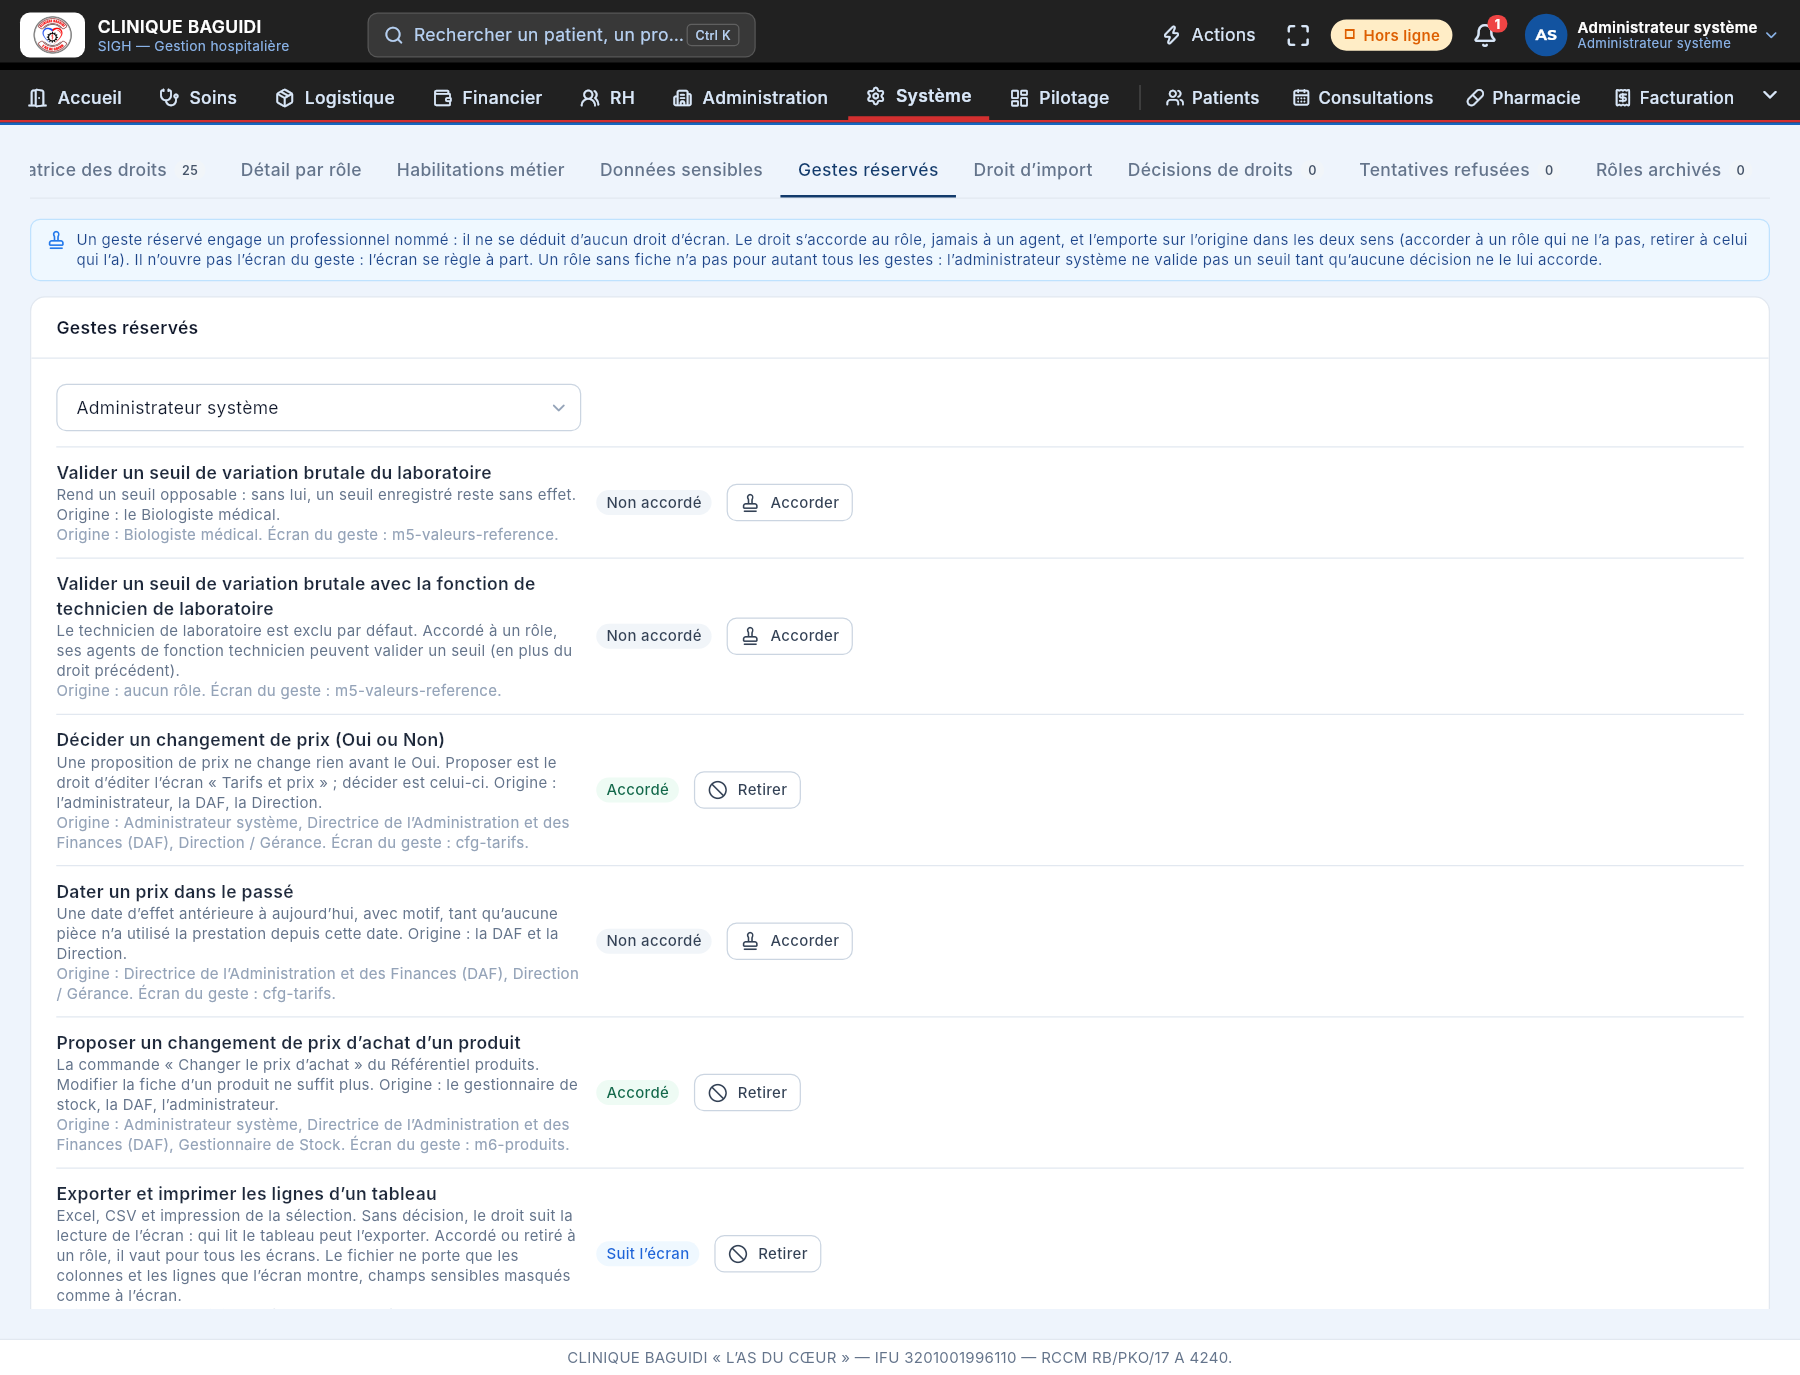 CLINIQUE BAGUIDI
SIGH — Gestion hospitalière
Rechercher un patient, un pro... Ctrl K
Actions
Hors ligne
1
AS
Administrateur système
Administrateur système
Accueil Soins Logistique Financier RH Administration Système Pilotage Patients Consultations Pharmacie Facturation
atrice des droits 25 Détail par rôle Habilitations métier Données sensibles Gestes réservés Droit d’import Décisions de droits 0 Tentatives refusées 0 Rôles archivés 0
Un geste réservé engage un professionnel nommé : il ne se déduit d’aucun droit d’écran. Le droit s’accorde au rôle, jamais à un agent, et l’emporte sur l’origine dans les deux sens (accorder à un rôle qui ne l’a pas, retirer à celui
qui l’a). Il n’ouvre pas l’écran du geste : l’écran se règle à part. Un rôle sans fiche n’a pas pour autant tous les gestes : l’administrateur système ne valide pas un seuil tant qu’aucune décision ne le lui accorde.
Gestes réservés
Administrateur système
Valider un seuil de variation brutale du laboratoire
Rend un seuil opposable : sans lui, un seuil enregistré reste sans effet.
Origine : le Biologiste médical.
Origine : Biologiste médical. Écran du geste : m5-valeurs-reference.
Non accordé Accorder
Valider un seuil de variation brutale avec la fonction de
technicien de laboratoire
Le technicien de laboratoire est exclu par défaut. Accordé à un rôle,
ses agents de fonction technicien peuvent valider un seuil (en plus du
droit précédent).
Origine : aucun rôle. Écran du geste : m5-valeurs-reference.
Non accordé Accorder
Décider un changement de prix (Oui ou Non)
Une proposition de prix ne change rien avant le Oui. Proposer est le
droit d’éditer l’écran « Tarifs et prix » ; décider est celui-ci. Origine :
l’administrateur, la DAF, la Direction.
Origine : Administrateur système, Directrice de l’Administration et des
Finances (DAF), Direction / Gérance. Écran du geste : cfg-tarifs.
Accordé Retirer
Dater un prix dans le passé
Une date d’effet antérieure à aujourd’hui, avec motif, tant qu’aucune
pièce n’a utilisé la prestation depuis cette date. Origine : la DAF et la
Direction.
Origine : Directrice de l’Administration et des Finances (DAF), Direction
/ Gérance. Écran du geste : cfg-tarifs.
Non accordé Accorder
Proposer un changement de prix d’achat d’un produit
La commande « Changer le prix d’achat » du Référentiel produits.
Modifier la fiche d’un produit ne suffit plus. Origine : le gestionnaire de
stock, la DAF, l’administrateur.
Origine : Administrateur système, Directrice de l’Administration et des
Finances (DAF), Gestionnaire de Stock. Écran du geste : m6-produits.
Accordé Retirer
Exporter et imprimer les lignes d’un tableau
Excel, CSV et impression de la sélection. Sans décision, le droit suit la
lecture de l’écran : qui lit le tableau peut l’exporter. Accordé ou retiré à
un rôle, il vaut pour tous les écrans. Le fichier ne porte que les
colonnes et les lignes que l’écran montre, champs sensibles masqués
comme à l’écran.
Suit l’écran Retirer
CLINIQUE BAGUIDI « L’AS DU CŒUR » — IFU 3201001996110 — RCCM RB/PKO/17 A 4240.